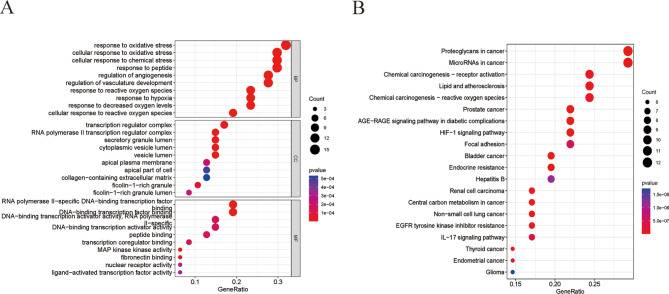 A
response to oxidative stress
cellular response to oxidative stress
cellular response to chemical stress
response to peptide
regulation of angiogenesis
regulation of vasculature development
response to reactive oxygen species
response to hypoxia
response to decreased oxygen levels
cellular response to reactive oxygen species
BP
transcription regulator complex
RNA polymerase II transcription regulator complex
secretory granule lumen
cytoplasmic vesicle lumen
vesicle lumen
apical plasma membrane
apical part of cell
collagen-containing extracellular matrix
ficolin-1-rich granule
ficolin-1-rich granule lumen
CC
RNA polymerase II-specific DNA-binding transcription factor
binding
DNA-binding transcription factor binding
DNA-binding transcription activator activity, RNA polymerase
II-specific
DNA-binding transcription activator activity
peptide binding
transcription coregulator binding
MAP kinase kinase activity
fibronectin binding
nuclear receptor activity
ligand-activated transcription factor activity
MF
0.1 0.2 0.3
GeneRatio
Count
3
6
9
12
15
pvalue
5e-04
4e-04
3e-04
2e-04
1e-04
B
Proteoglycans in cancer
MicroRNAs in cancer
Chemical carcinogenesis - receptor activation
Lipid and atherosclerosis
Chemical carcinogenesis - reactive oxygen species
Prostate cancer
AGE-RAGE signaling pathway in diabetic complications
HIF-1 signaling pathway
Focal adhesion
Bladder cancer
Endocrine resistance
Hepatitis B
Renal cell carcinoma
Central carbon metabolism in cancer
Non-small cell lung cancer
EGFR tyrosine kinase inhibitor resistance
IL-17 signaling pathway
Thyroid cancer
Endometrial cancer
Glioma
0.15 0.20 0.25
GeneRatio
Count
6
7
8
9
10
11
12
pvalue
1.5e-06
1.0e-06
5.0e-07